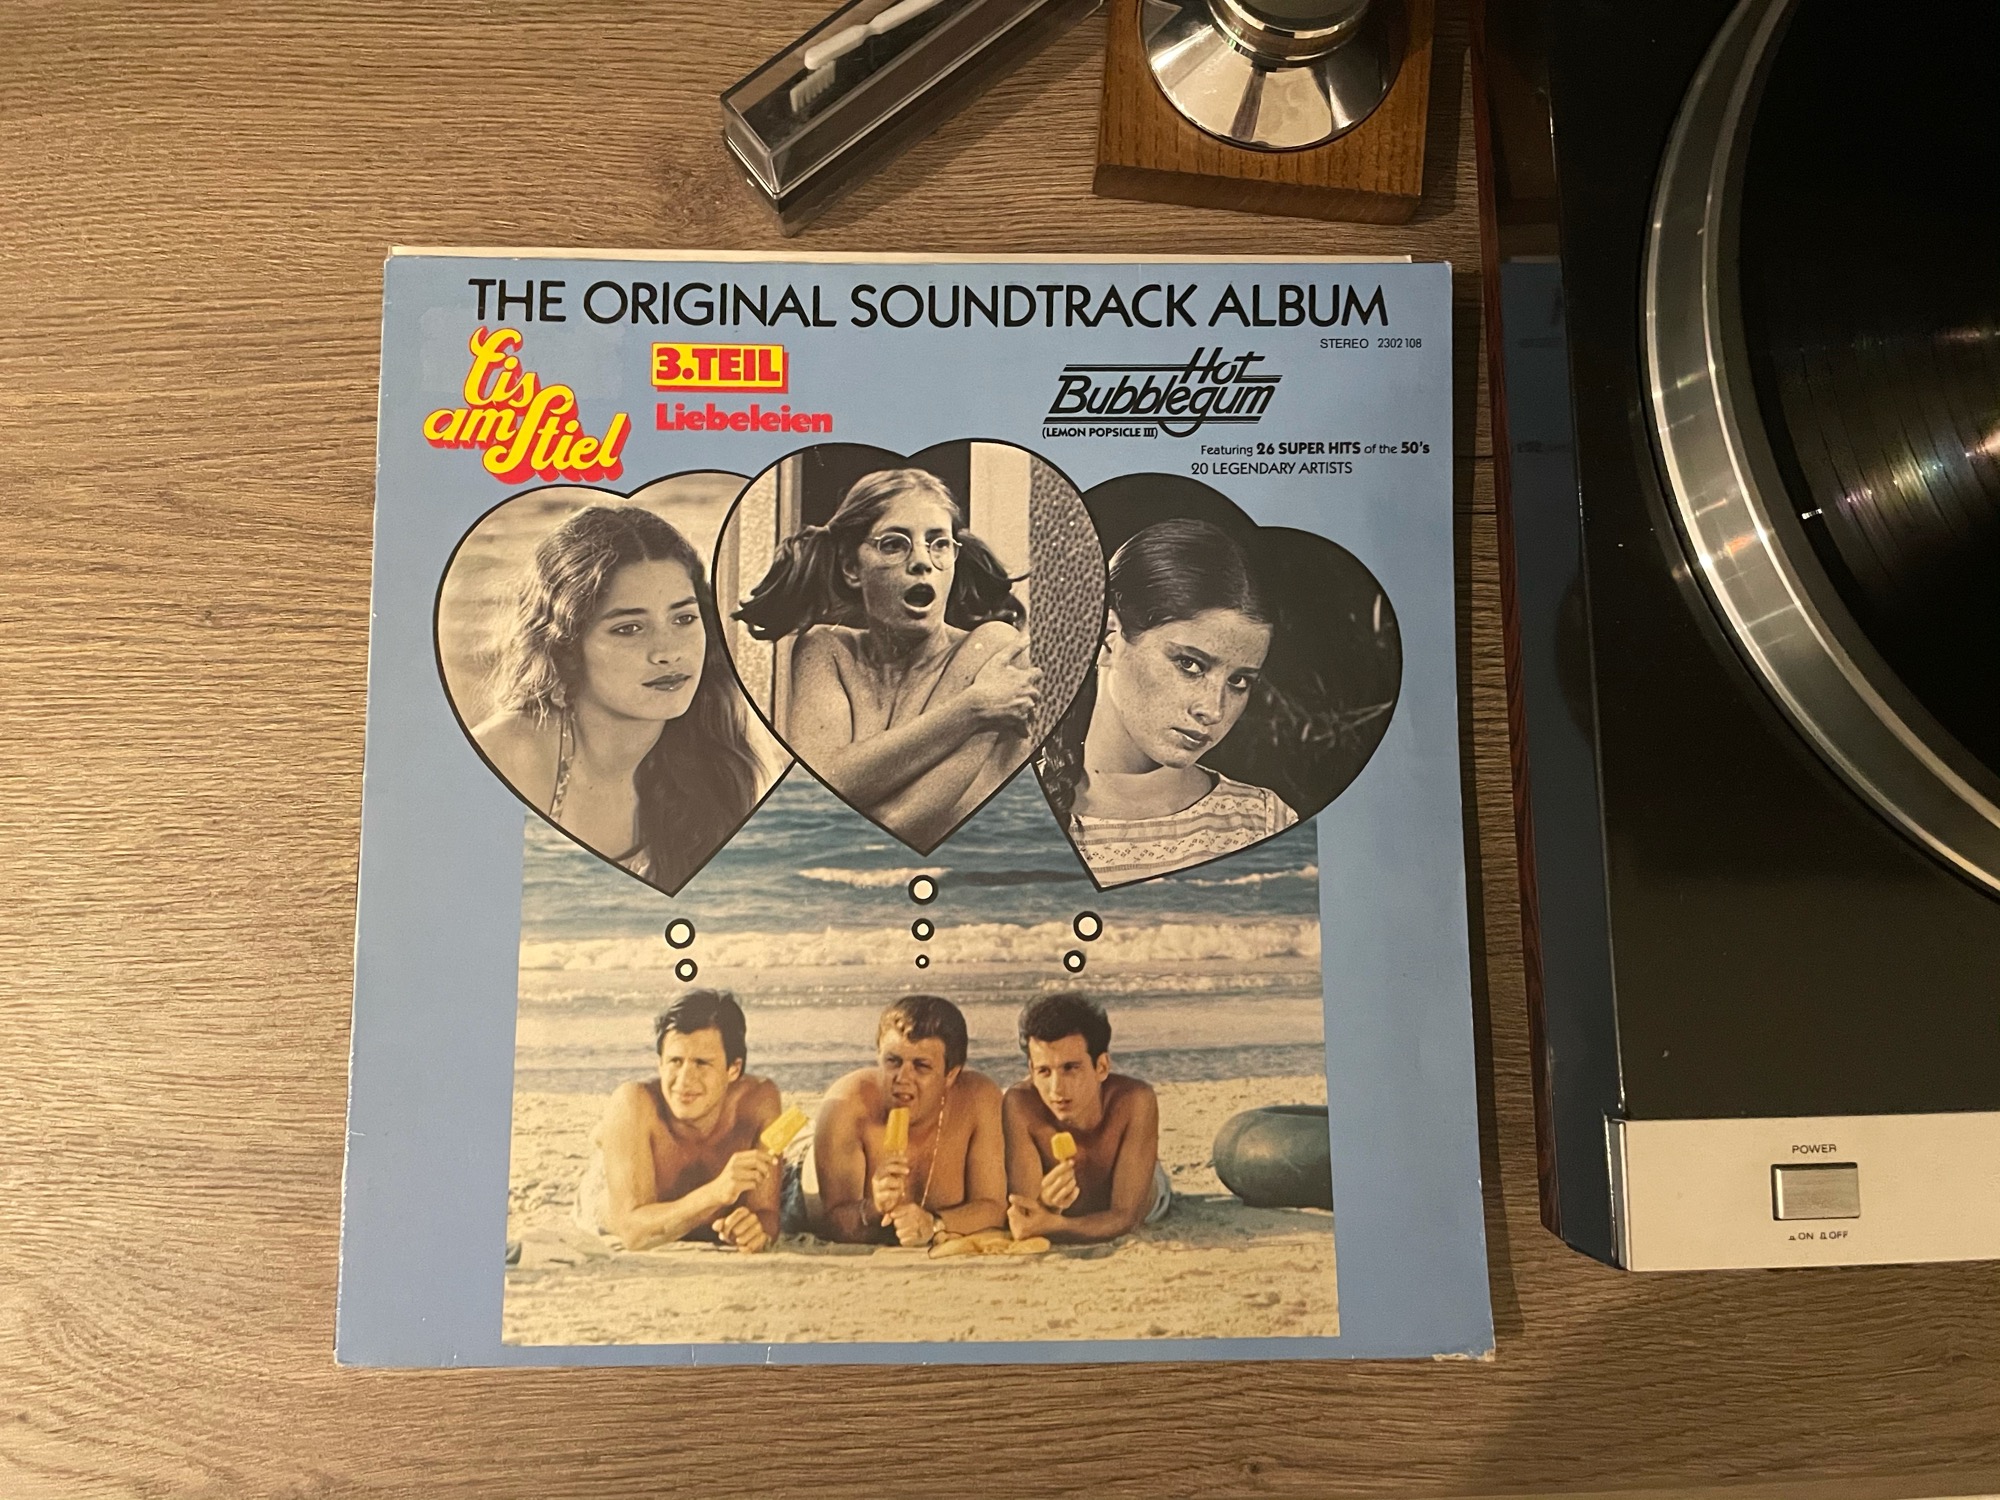 THE ORIGINAL SOUNDTRACK ALBUM
STEREO 2302 108
Eis
am Stiel
3.TEIL
Liebeleien
Hot
Bubblegum
(LEMON POPSICLE III)
Featuring 26 SUPER HITS of the 50's
20 LEGENDARY ARTISTS
POWER
ON OFF